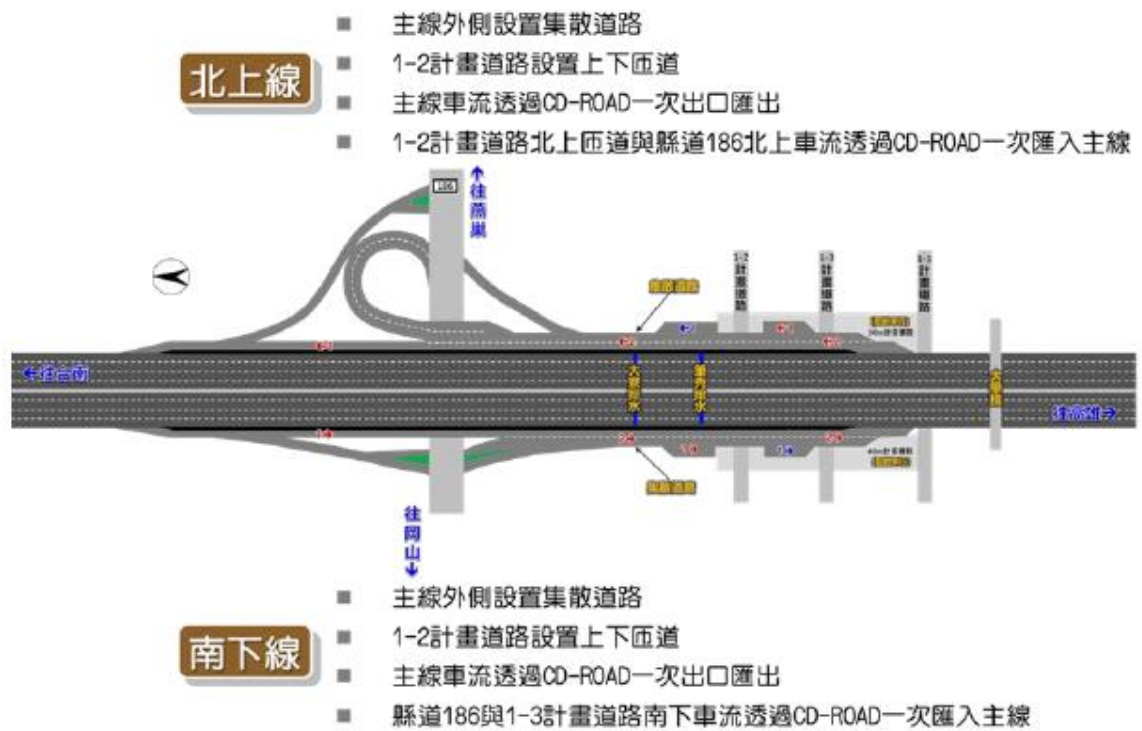 北上線
主線外側設置集散道路
1-2計畫道路設置上下匝道
主線車流透過CD-ROAD一次出口匯出
1-2計畫道路北上匝道與縣道186北上車流透過CD-ROAD一次匯入主線
186
往燕巢
集散道路
1-2計畫道路
1-3計畫道路
1-1計畫道路
往台南
往高雄
集散道路
往岡山
南下線
主線外側設置集散道路
1-2計畫道路設置上下匝道
主線車流透過CD-ROAD一次出口匯出
縣道186與1-3計畫道路南下車流透過CD-ROAD一次匯入主線